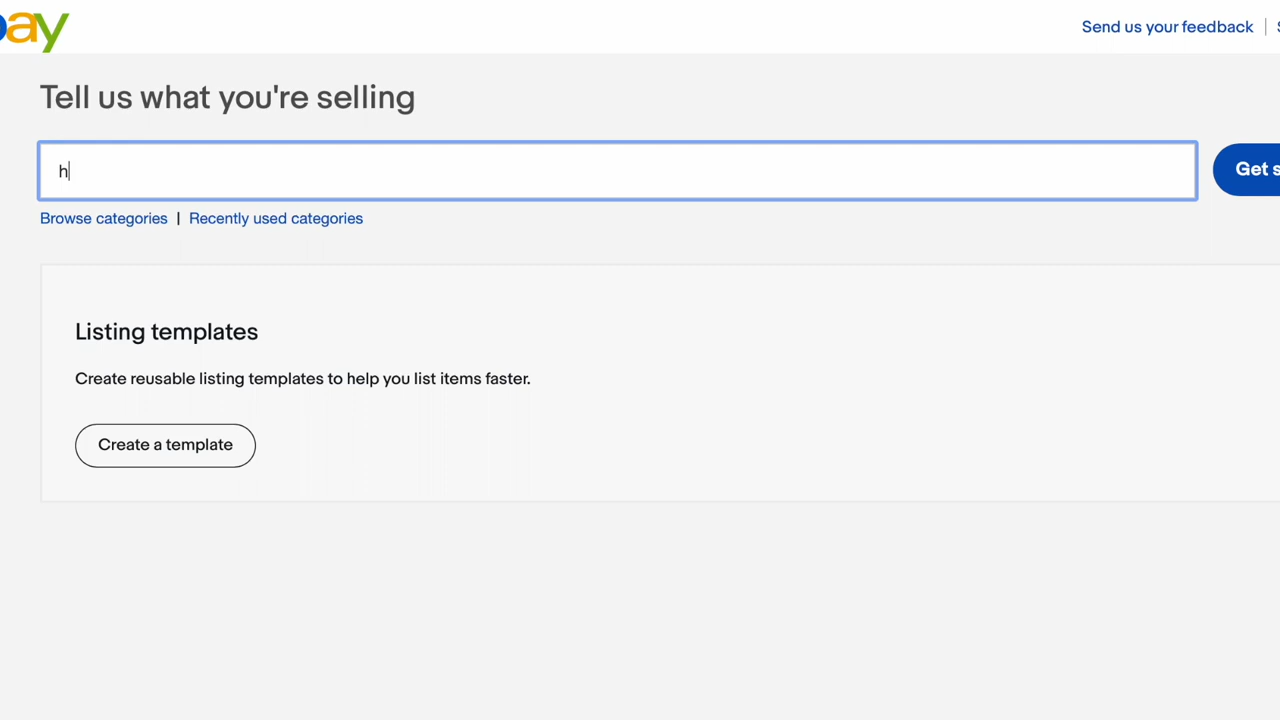 ay
Send us your feedback
Tell us what you're selling
h
Get s
Browse categories | Recently used categories
Listing templates
Create reusable listing templates to help you list items faster.
Create a template